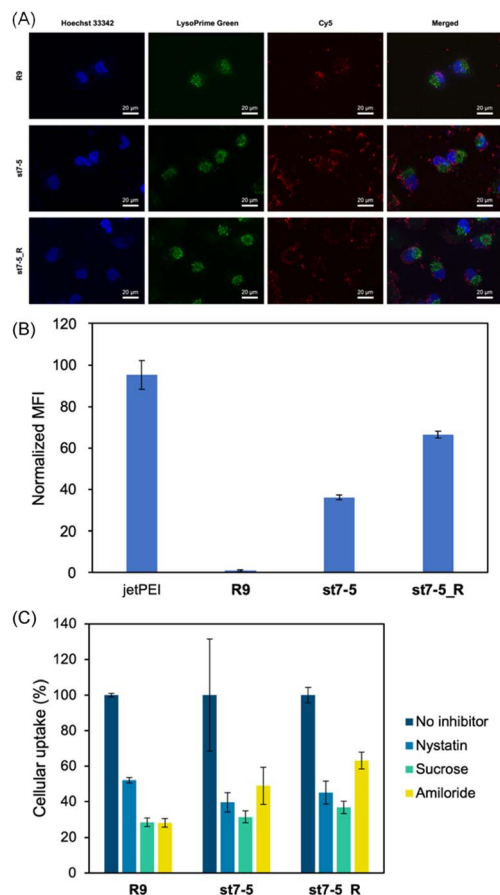 (A)
Hoechst 33342 LysoPrime Green Cy5 Merged
R9
20 μm 20 μm 20 μm 20 μm
st7-5
20 μm 20 μm 20 μm 20 μm
st7-5_R
20 μm 20 μm 20 μm 20 μm
(B)
Normalized MFI
120
100
80
60
40
20
0
jetPEI R9 st7-5 st7-5_R
(C)
Cellular uptake (%)
140
120
100
80
60
40
20
0
R9 st7-5 st7-5_R
No inhibitor
Nystatin
Sucrose
Amiloride